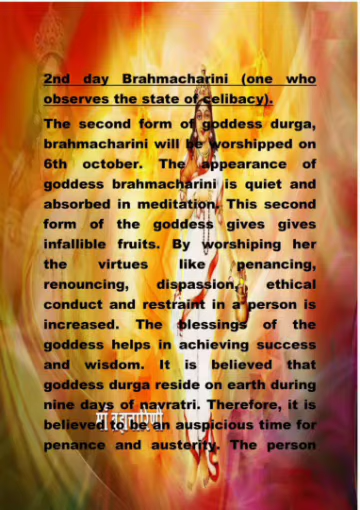 2nd day Brahmacharini (one who
observes the state of celibacy).
The second form of goddess durga,
brahmacharini will be worshipped on
6th october. The appearance of
goddess brahmacharini is quiet and
absorbed in meditation. This second
form of the goddess gives gives
infallible fruits. By worshiping her
the virtues like penancing,
renouncing, dispassion, ethical
conduct and restraint in a person is
increased. The blessings of the
goddess helps in achieving success
and wisdom. It is believed that
goddess durga reside on earth during
nine days of navratri. Therefore, it is
माँ ब्रह्मचारिणी
believed to be an auspicious time for
penance and austerity. The person